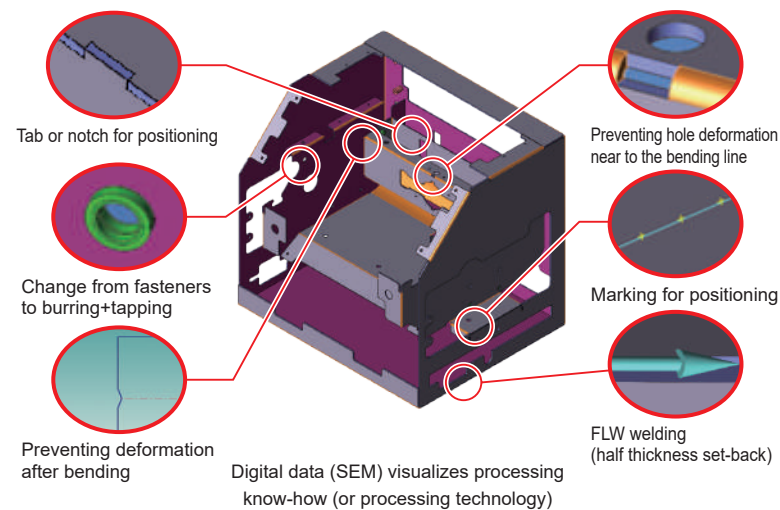 Tab or notch for positioning
Change from fasteners
to burring+tapping
Preventing deformation
after bending
Preventing hole deformation
near to the bending line
Marking for positioning
FLW welding
(half thickness set-back)
Digital data (SEM) visualizes processing
know-how (or processing technology)